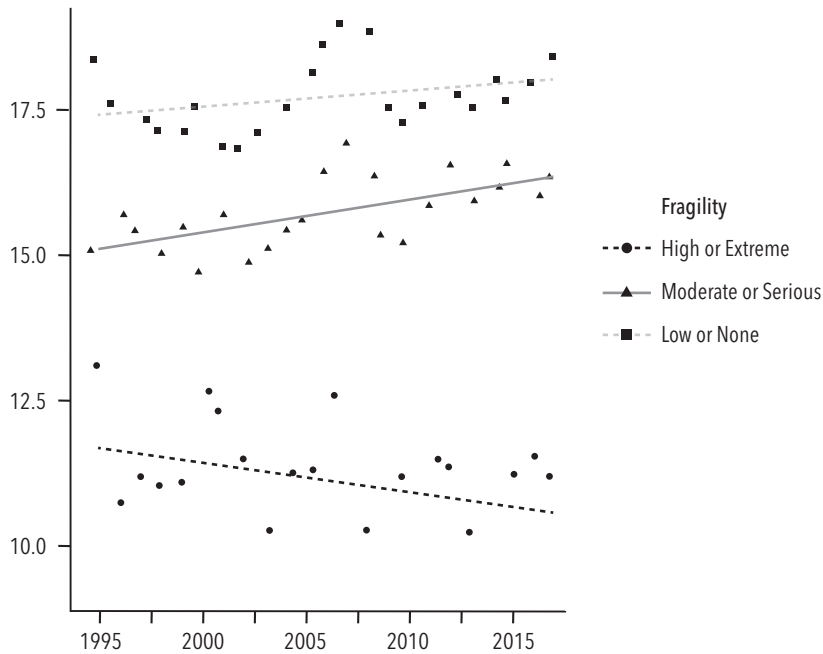 17.5
15.0
12.5
10.0
1995 2000 2005 2010 2015
Fragility
High or Extreme
Moderate or Serious
Low or None